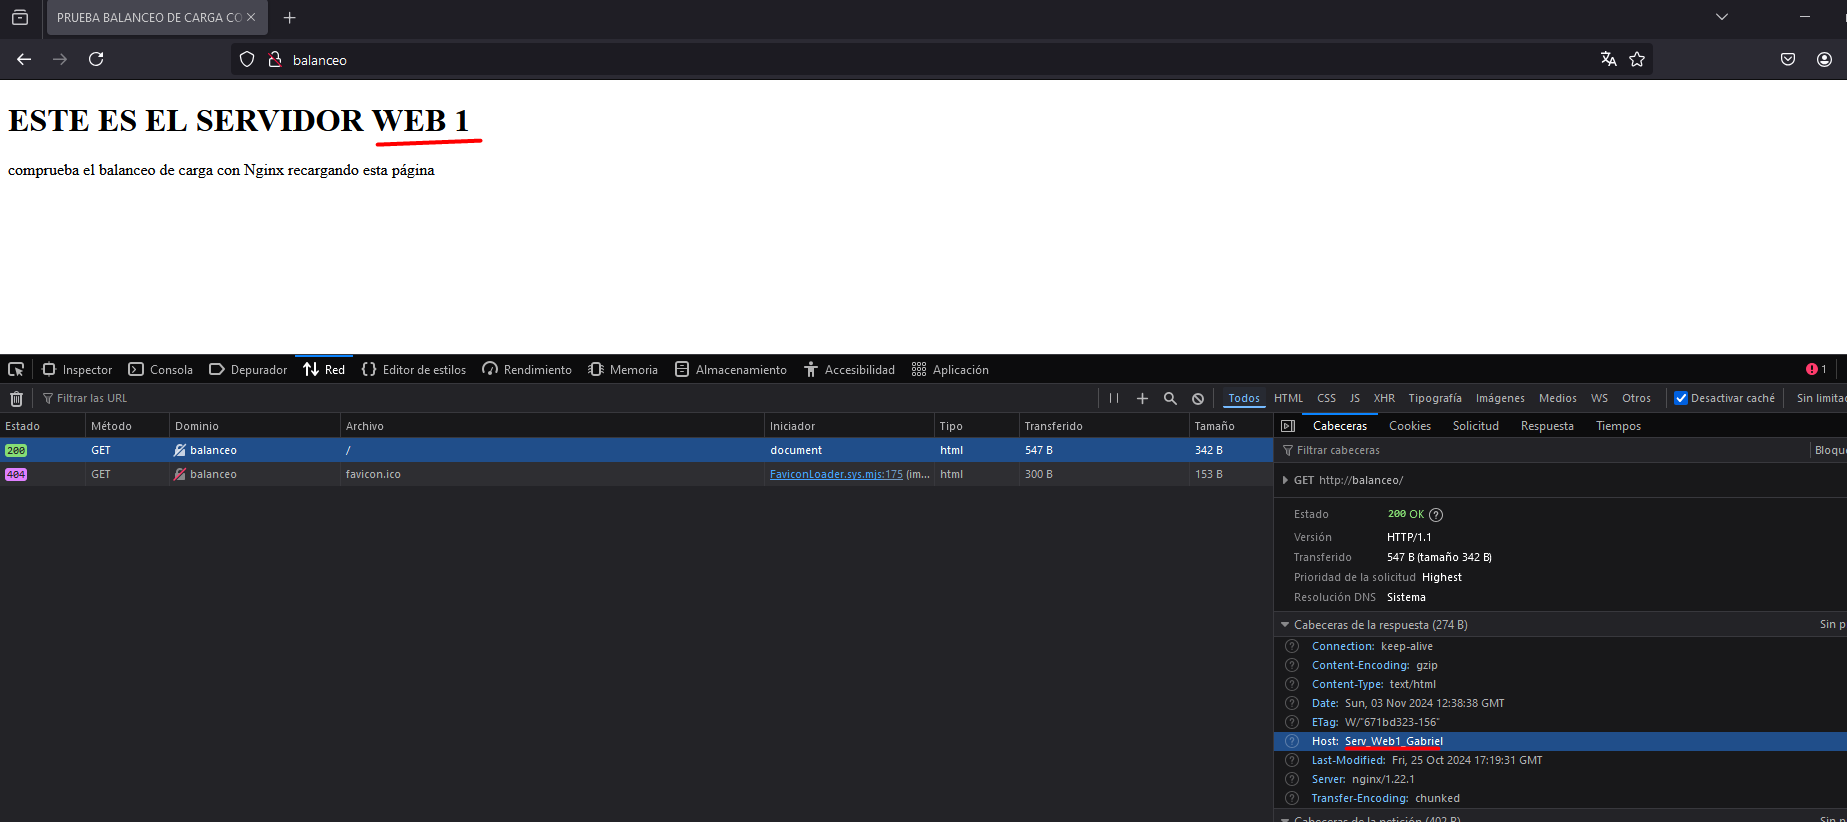 PRUEBA BALANCEO DE CARGA CO
balanceo
ESTE ES EL SERVIDOR WEB 1
comprueba el balanceo de carga con Nginx recargando esta página
Inspector Consola Depurador Red Editor de estilos Rendimiento Memoria Almacenamiento Accesibilidad Aplicación 1
Filtrar las URL Todos HTML CSS JS XHR Tipografía Imágenes Medios WS Otros Desactivar caché Sin limitac
Estado Método Dominio Archivo Iniciador Tipo Transferido Tamaño
200 GET balanceo / document html 547 B 342 B
404 GET balanceo favicon.ico FaviconLoader.sys.mjs:175 (im... html 300 B 153 B
Cabeceras Cookies Solicitud Respuesta Tiempos
Filtrar cabeceras Bloqu
GET http://balanceo/
Estado 200 OK
Versión HTTP/1.1
Transferido 547 B (tamaño 342 B)
Prioridad de la solicitud Highest
Resolución DNS Sistema
Cabeceras de la respuesta (274 B) Sin p
Connection: keep-alive
Content-Encoding: gzip
Content-Type: text/html
Date: Sun, 03 Nov 2024 12:38:38 GMT
ETag: W/"671bd323-156"
Host: Serv_Web1_Gabriel
Last-Modified: Fri, 25 Oct 2024 17:19:31 GMT
Server: nginx/1.22.1
Transfer-Encoding: chunked
Cabeceras de la petición (402 B) Sin p